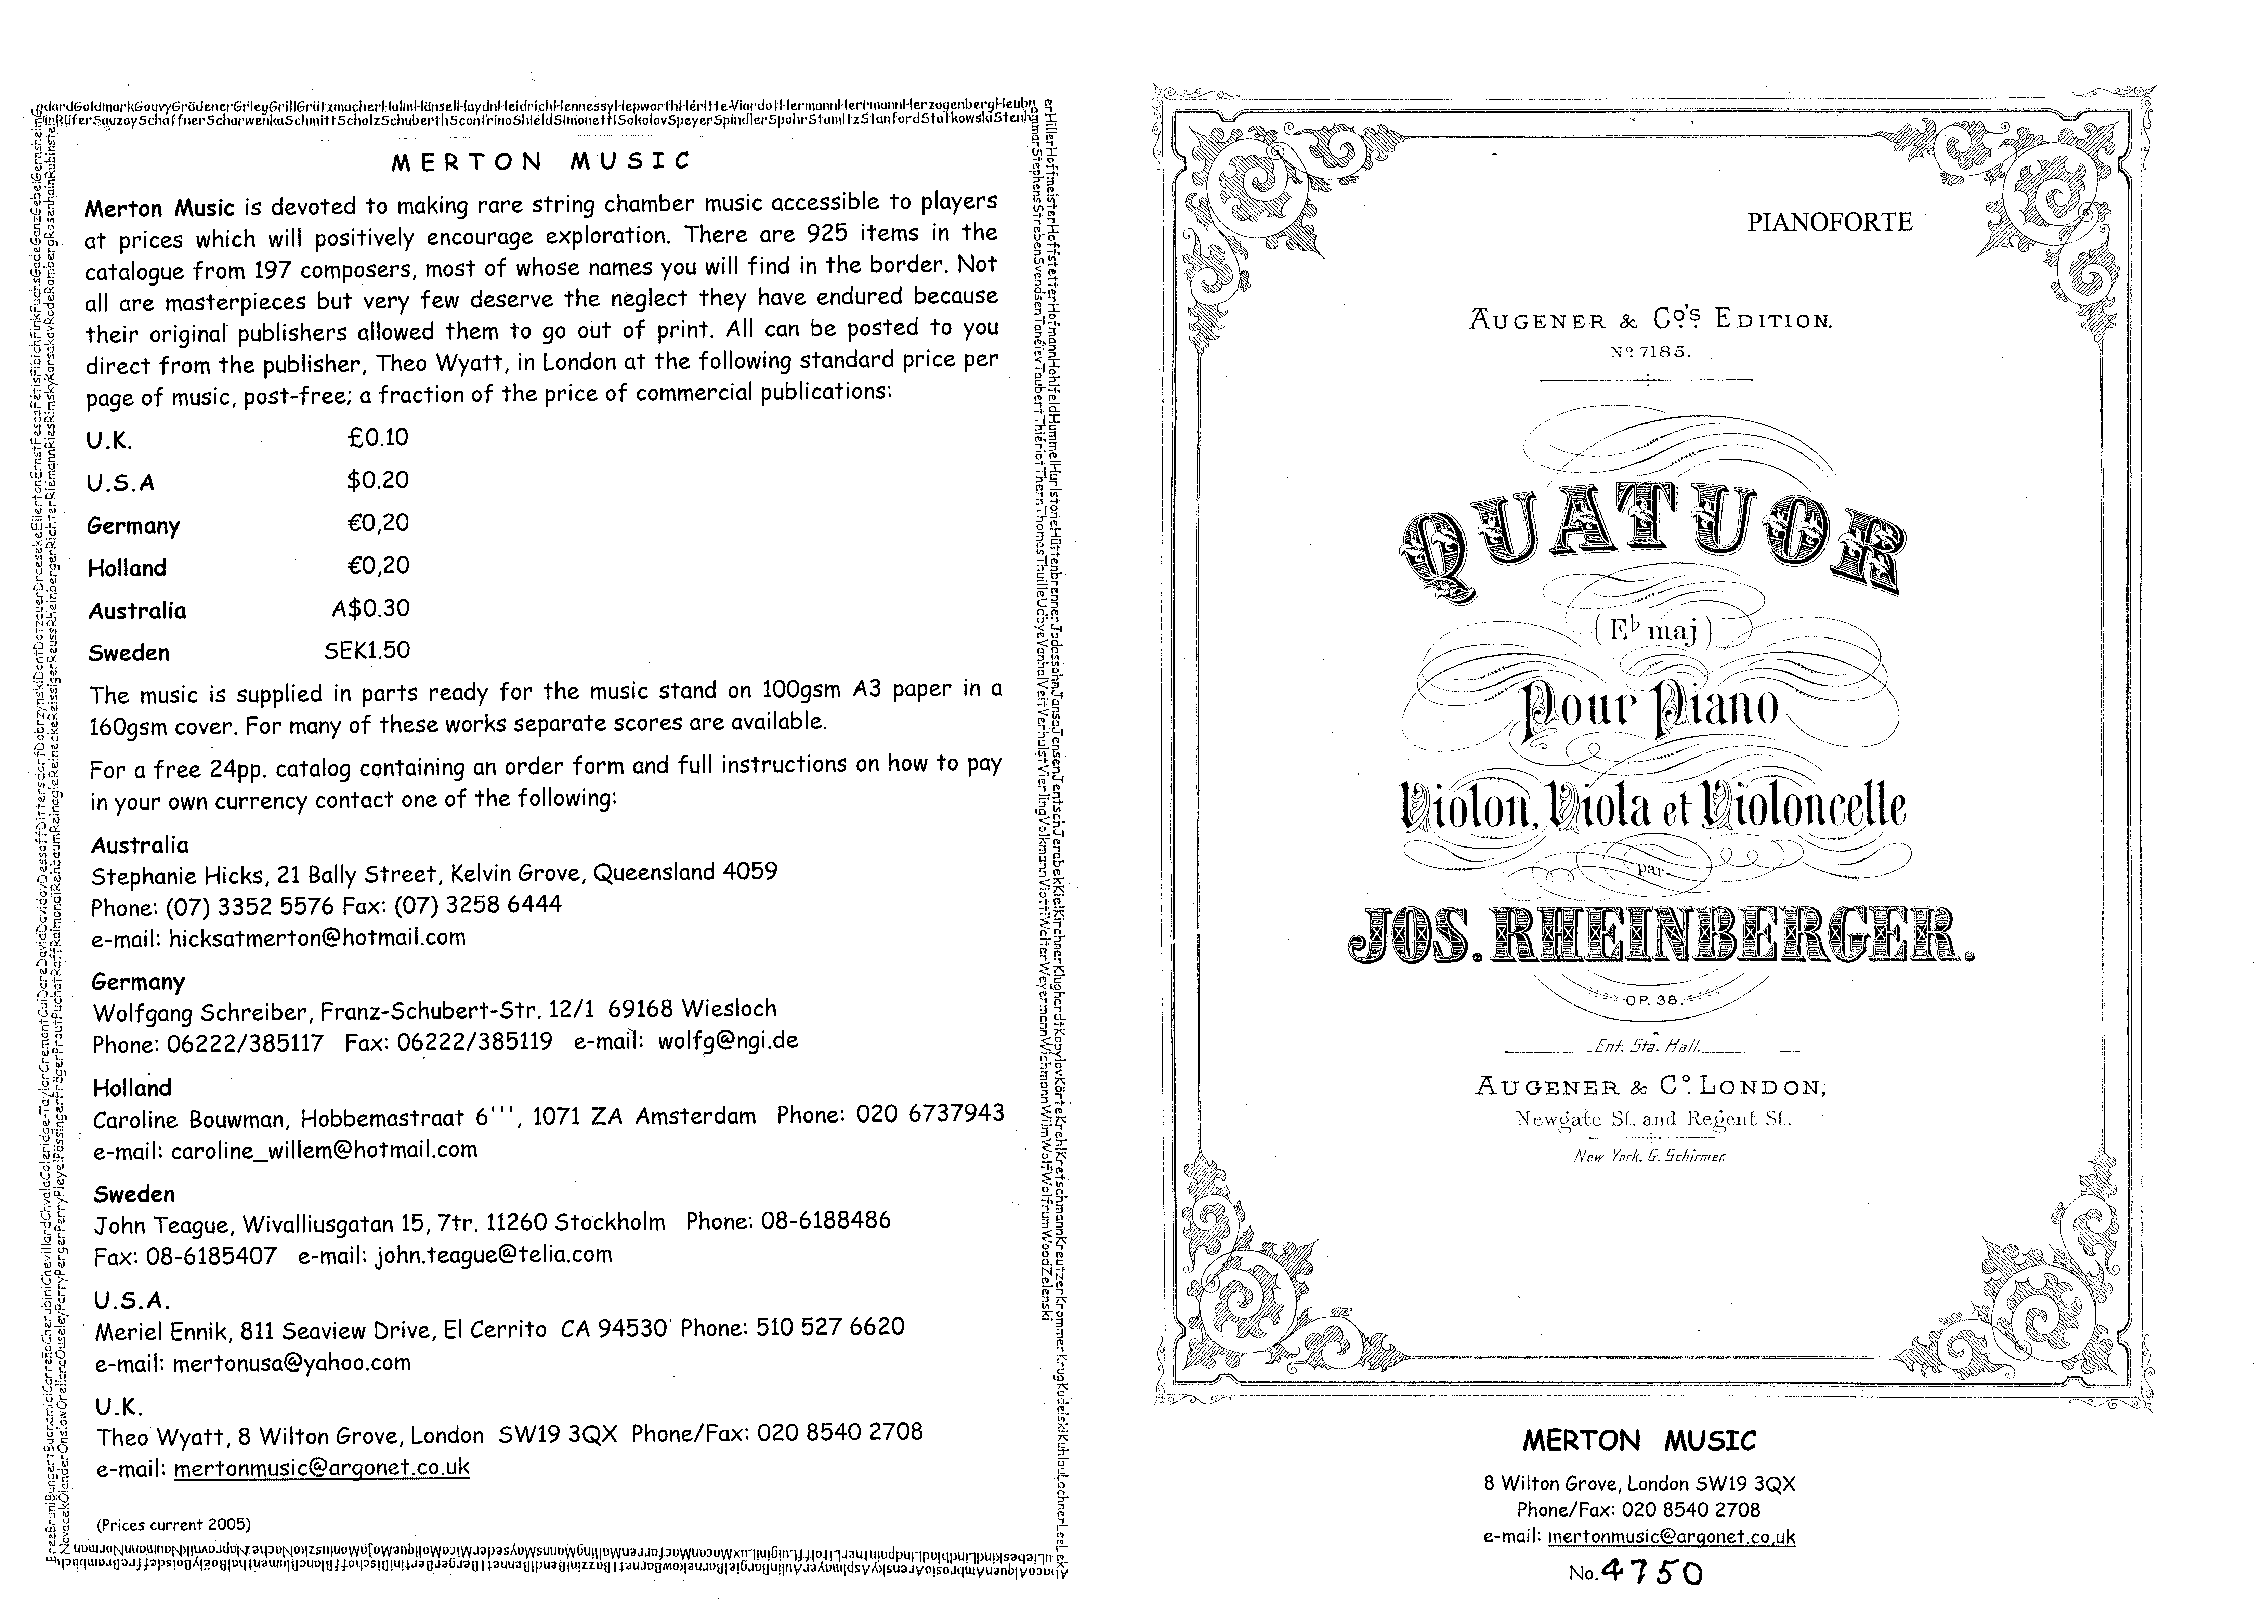 MERTON MUSIC
Merton Music is devoted to making rare string chamber music accessible to players
at prices which will positively encourage exploration. There are 925 items in the
catalogue from 197 composers, most of whose names you will find in the border. Not
all are masterpieces but very few deserve the neglect they have endured because
their original publishers allowed them to go out of print. All can be posted to you
direct from the publisher, Theo Wyatt, in London at the following standard price per
page of music, post-free; a fraction of the price of commercial publications:
U.K. £0.10
U.S.A $0.20
Germany €0,20
Holland €0,20
Australia A$0.30
Sweden SEK1.50
The music is supplied in parts ready for the music stand on 100gsm A3 paper in a
160gsm cover. For many of these works separate scores are available.
For a free 24pp. catalog containing an order form and full instructions on how to pay
in your own currency contact one of the following:
Australia
Stephanie Hicks, 21 Bally Street, Kelvin Grove, Queensland 4059
Phone: (07) 3352 5576 Fax: (07) 3258 6444
e-mail: hicksatmerton@hotmail.com
Germany
Wolfgang Schreiber, Franz-Schubert-Str. 12/1 69168 Wiesloch
Phone: 06222/385117 Fax: 06222/385119 e-mail: wolfg@ngi.de
Holland
Caroline Bouwman, Hobbemastraat 6''', 1071 ZA Amsterdam Phone: 020 6737943
e-mail: caroline_willem@hotmail.com
Sweden
John Teague, Wivalliusgatan 15, 7tr. 11260 Stockholm Phone: 08-6188486
Fax: 08-6185407 e-mail: john.teague@telia.com
U.S.A.
Meriel Ennik, 811 Seaview Drive, El Cerrito CA 94530 Phone: 510 527 6620
e-mail: mertonusa@yahoo.com
U.K.
Theo Wyatt, 8 Wilton Grove, London SW19 3QX Phone/Fax: 020 8540 2708
e-mail: mertonmusic@argonet.co.uk
(Prices current 2005)
PIANOFORTE
AUGENER & Co's EDITION.
No 7185.
QUATUOR
(E♭ maj)
Pour Piano
Violon, Viola et Violoncelle
par
JOS. RHEINBERGER.
OP. 38.
Ent. Sta. Hall.
AUGENER & Co LONDON,
Newgate St. and Regent St.
New York. G. Schirmer.
MERTON MUSIC
8 Wilton Grove, London SW19 3QX
Phone/Fax: 020 8540 2708
e-mail: mertonmusic@argonet.co.uk
No. 4750